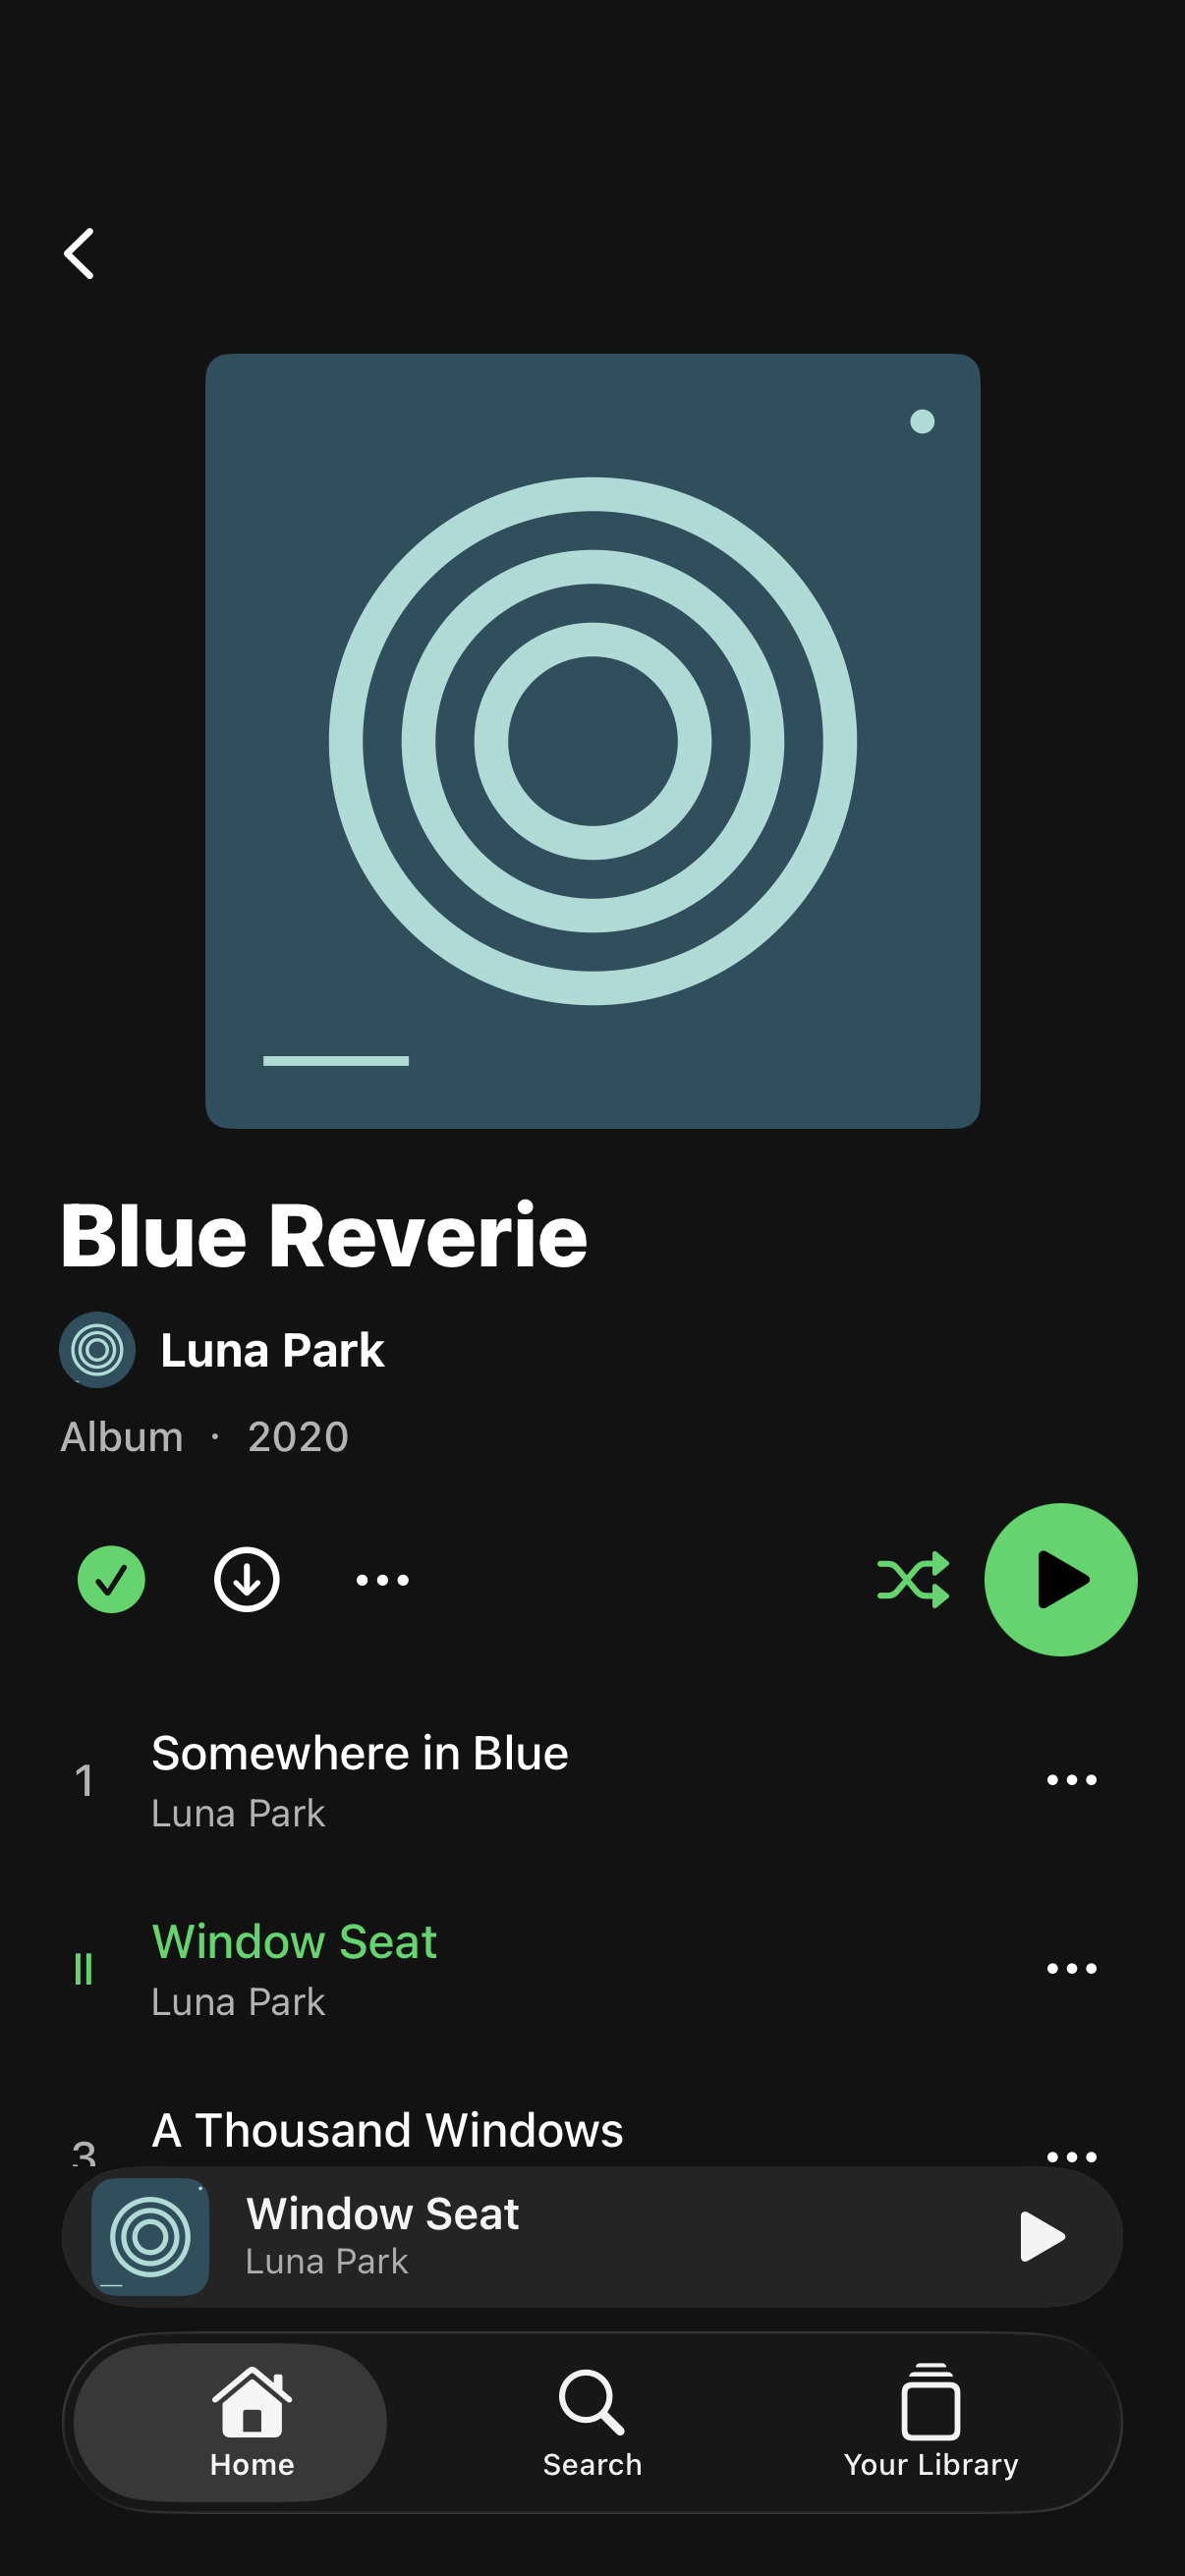 Blue Reverie
Luna Park
Album · 2020
1
Somewhere in Blue
Luna Park
Window Seat
Luna Park
3
A Thousand Windows
Window Seat
Luna Park
Home
Search
Your Library